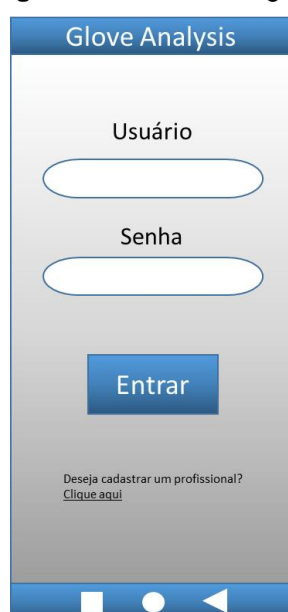 Glove Analysis
Usuário
Senha
Entrar
Deseja cadastrar um profissional?
Clique aqui